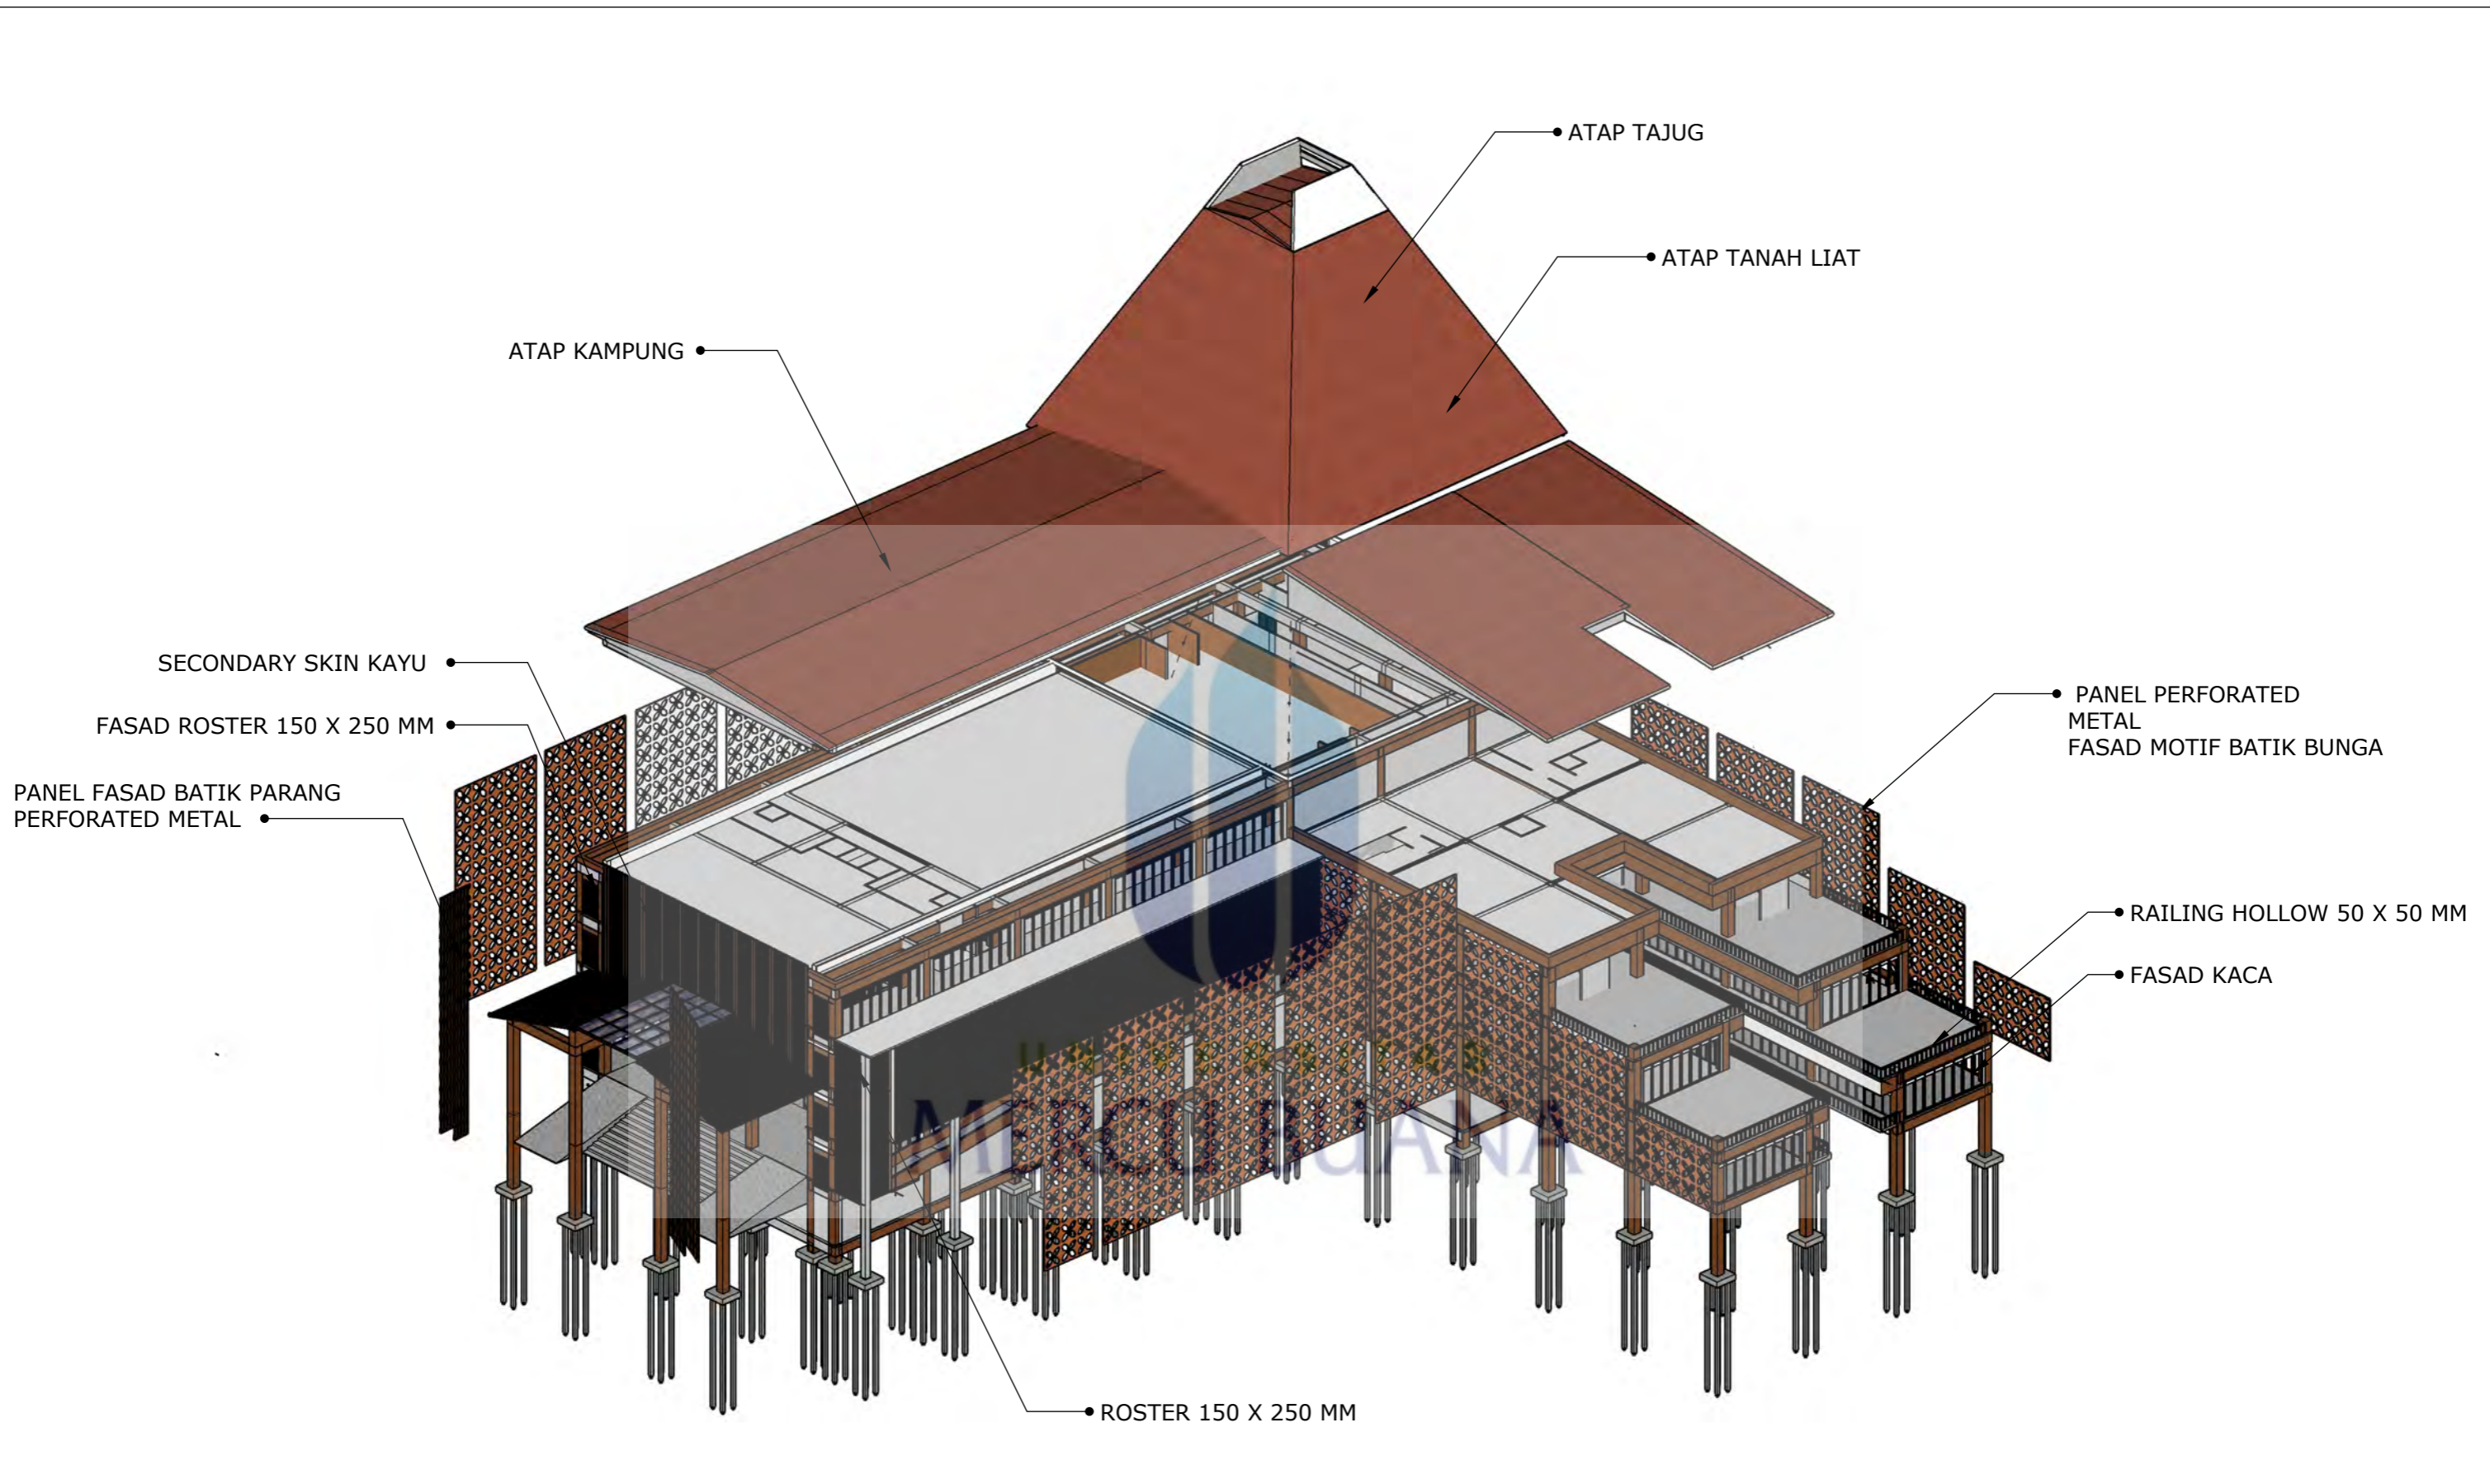 ATAP TAJUG
ATAP TANAH LIAT
ATAP KAMPUNG
SECONDARY SKIN KAYU
FASAD ROSTER 150 X 250 MM
PANEL FASAD BATIK PARANG
PERFORATED METAL
PANEL PERFORATED
METAL
FASAD MOTIF BATIK BUNGA
RAILING HOLLOW 50 X 50 MM
FASAD KACA
MERCU BUANA
ROSTER 150 X 250 MM